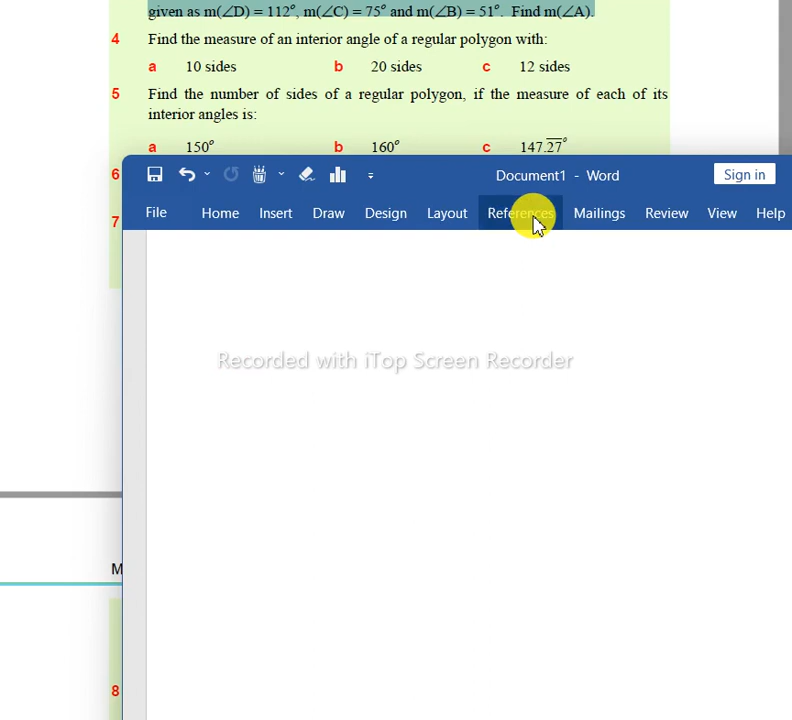 given as m(∠D) = 112°, m(∠C) = 75° and m(∠B) = 51°. Find m(∠A).
4 Find the measure of an interior angle of a regular polygon with:
a 10 sides b 20 sides c 12 sides
5 Find the number of sides of a regular polygon, if the measure of each of its
interior angles is:
a 150° b 160° c 147.2̅7̅°
6
Document1 - Word Sign in
7
File Home Insert Draw Design Layout References Mailings Review View Help
Recorded with iTop Screen Recorder
M
8